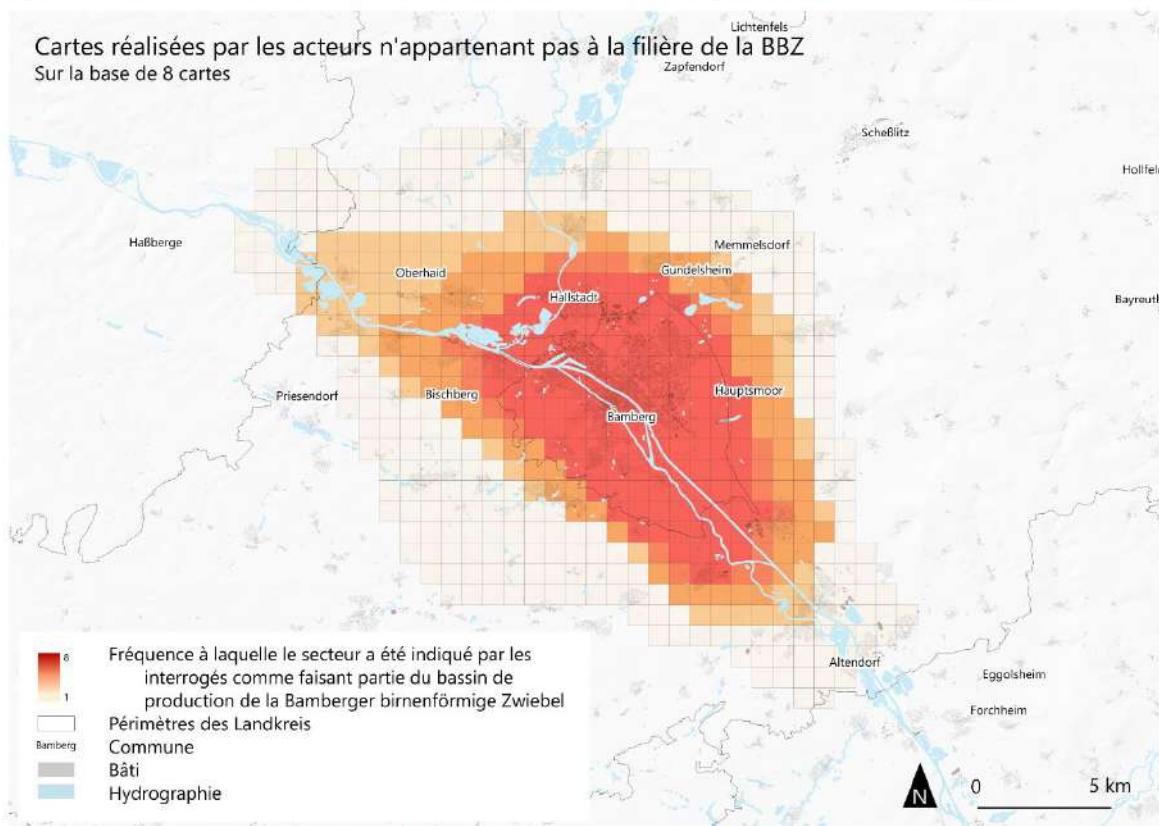 Cartes réalisées par les acteurs n'appartenant pas à la filière de la BBZ
Sur la base de 8 cartes
Lichtenfels
Zapfendorf
Scheßlitz
Hollfeld
Haßberge
Memmelsdorf
Oberhaid
Gundelsheim
Hallstadt
Bayreuth
Priesendorf
Bischberg
Hauptsmoor
Bamberg
Altendorf
Eggolsheim
Forchheim
8
1
Fréquence à laquelle le secteur a été indiqué par les
interrogés comme faisant partie du bassin de
production de la Bamberger birnenförmige Zwiebel
Périmètres des Landkreis
Bamberg Commune
Bâti
Hydrographie
N
0 5 km